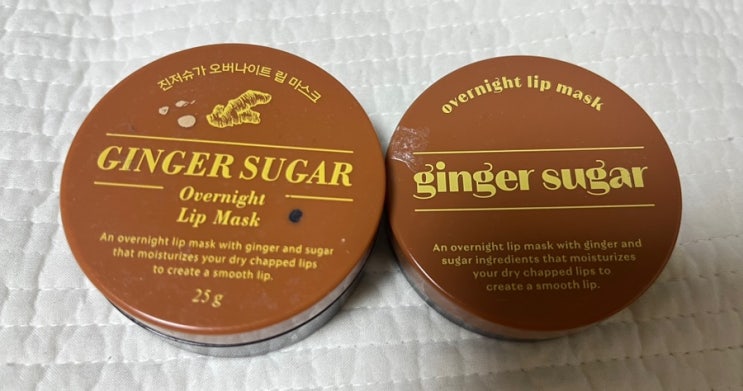 진저슈가 오버나이트 립 마스크
GINGER SUGAR
Overnight
Lip Mask
An overnight lip mask with ginger and sugar
that moisturizes your dry chapped lips
to create a smooth lip.
25 g
overnight lip mask
ginger sugar
An overnight lip mask with ginger and
sugar ingredients that moisturizes
your dry chapped lips to
create a smooth lip.